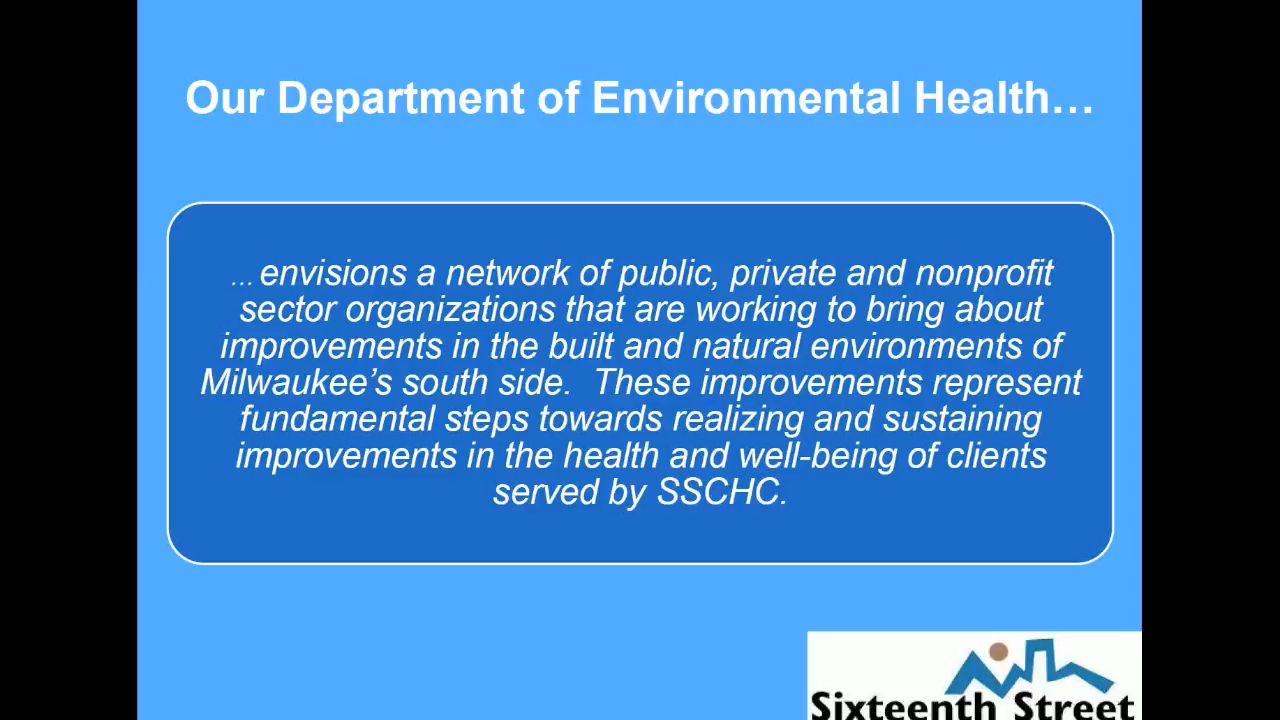 Our Department of Environmental Health…
… envisions a network of public, private and nonprofit
sector organizations that are working to bring about
improvements in the built and natural environments of
Milwaukee’s south side.  These improvements represent
fundamental steps towards realizing and sustaining
improvements in the health and well-being of clients
served by SSCHC.
Sixteenth Street